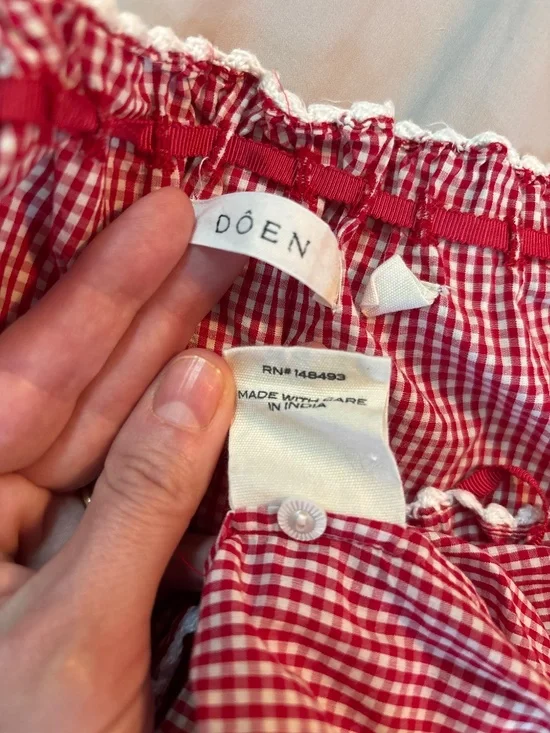 DÔEN
RN# 148493
MADE WITH CARE
IN INDIA